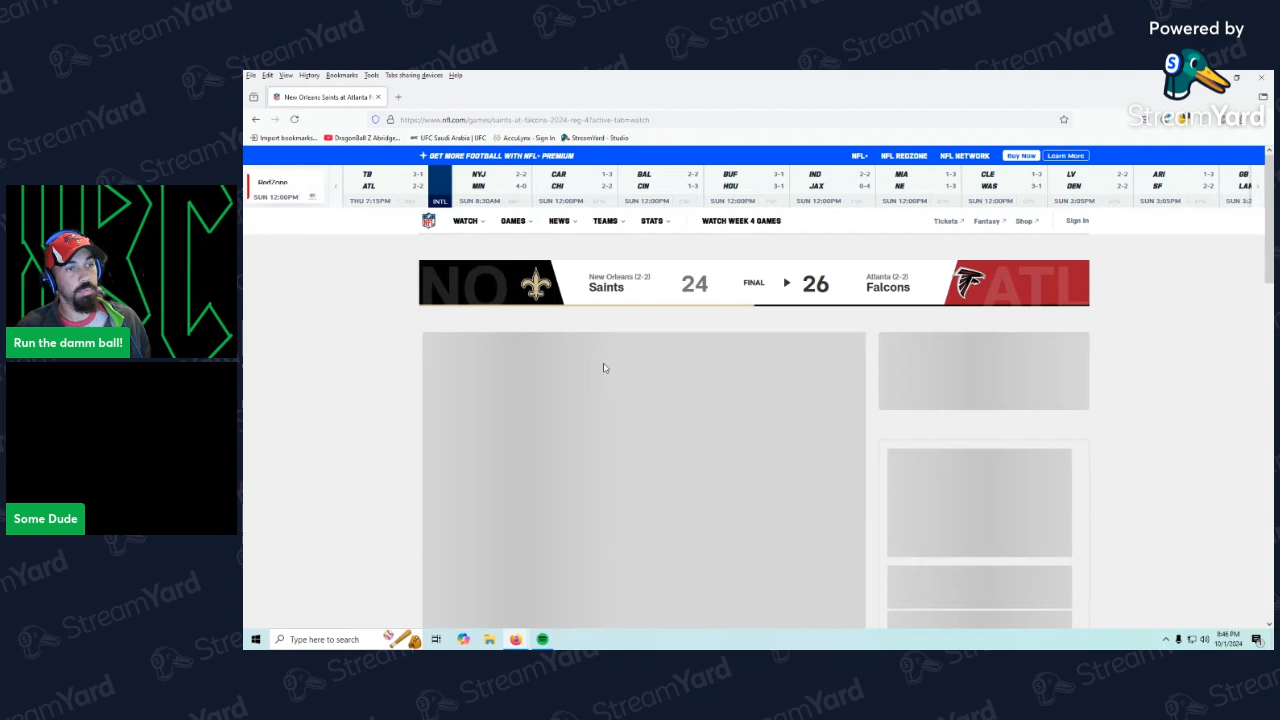 Powered by
StreamYard
File Edit View History Bookmarks Tools Tabs sharing devices Help
New Orleans Saints at Atlanta F
https://www.nfl.com/games/saints-at-falcons-2024-reg-4?active-tab=watch
Import bookmarks... DragonBall Z Abridge... UFC Saudi Arabia | UFC AccuLynx - Sign In StreamYard - Studio
GET MORE FOOTBALL WITH NFL+ PREMIUM NFL+ NFL REDZONE NFL NETWORK Buy Now Learn More
RedZone
SUN 12:00PM
TB 3-1
ATL 2-2
THU 7:15PM
INTL
NYJ 2-2
MIN 4-0
SUN 8:30AM
CAR 1-3
CHI 2-2
SUN 12:00PM
BAL 2-2
CIN 1-3
SUN 12:00PM
BUF 3-1
HOU 3-1
SUN 12:00PM
IND 2-2
JAX 0-4
SUN 12:00PM
MIA 1-3
NE 1-3
SUN 12:00PM
CLE 1-3
WAS 3-1
SUN 12:00PM
LV 2-2
DEN 2-2
SUN 3:05PM
ARI 1-3
SF 2-2
SUN 3:05PM
GB
LA
SUN 3:2
WATCH GAMES NEWS TEAMS STATS WATCH WEEK 4 GAMES Tickets Fantasy Shop Sign In
NO New Orleans (2-2) Saints 24 FINAL 26 Atlanta (2-2) Falcons ATL
Run the damm ball!
Some Dude
Type here to search
8:46 PM
10/1/2024